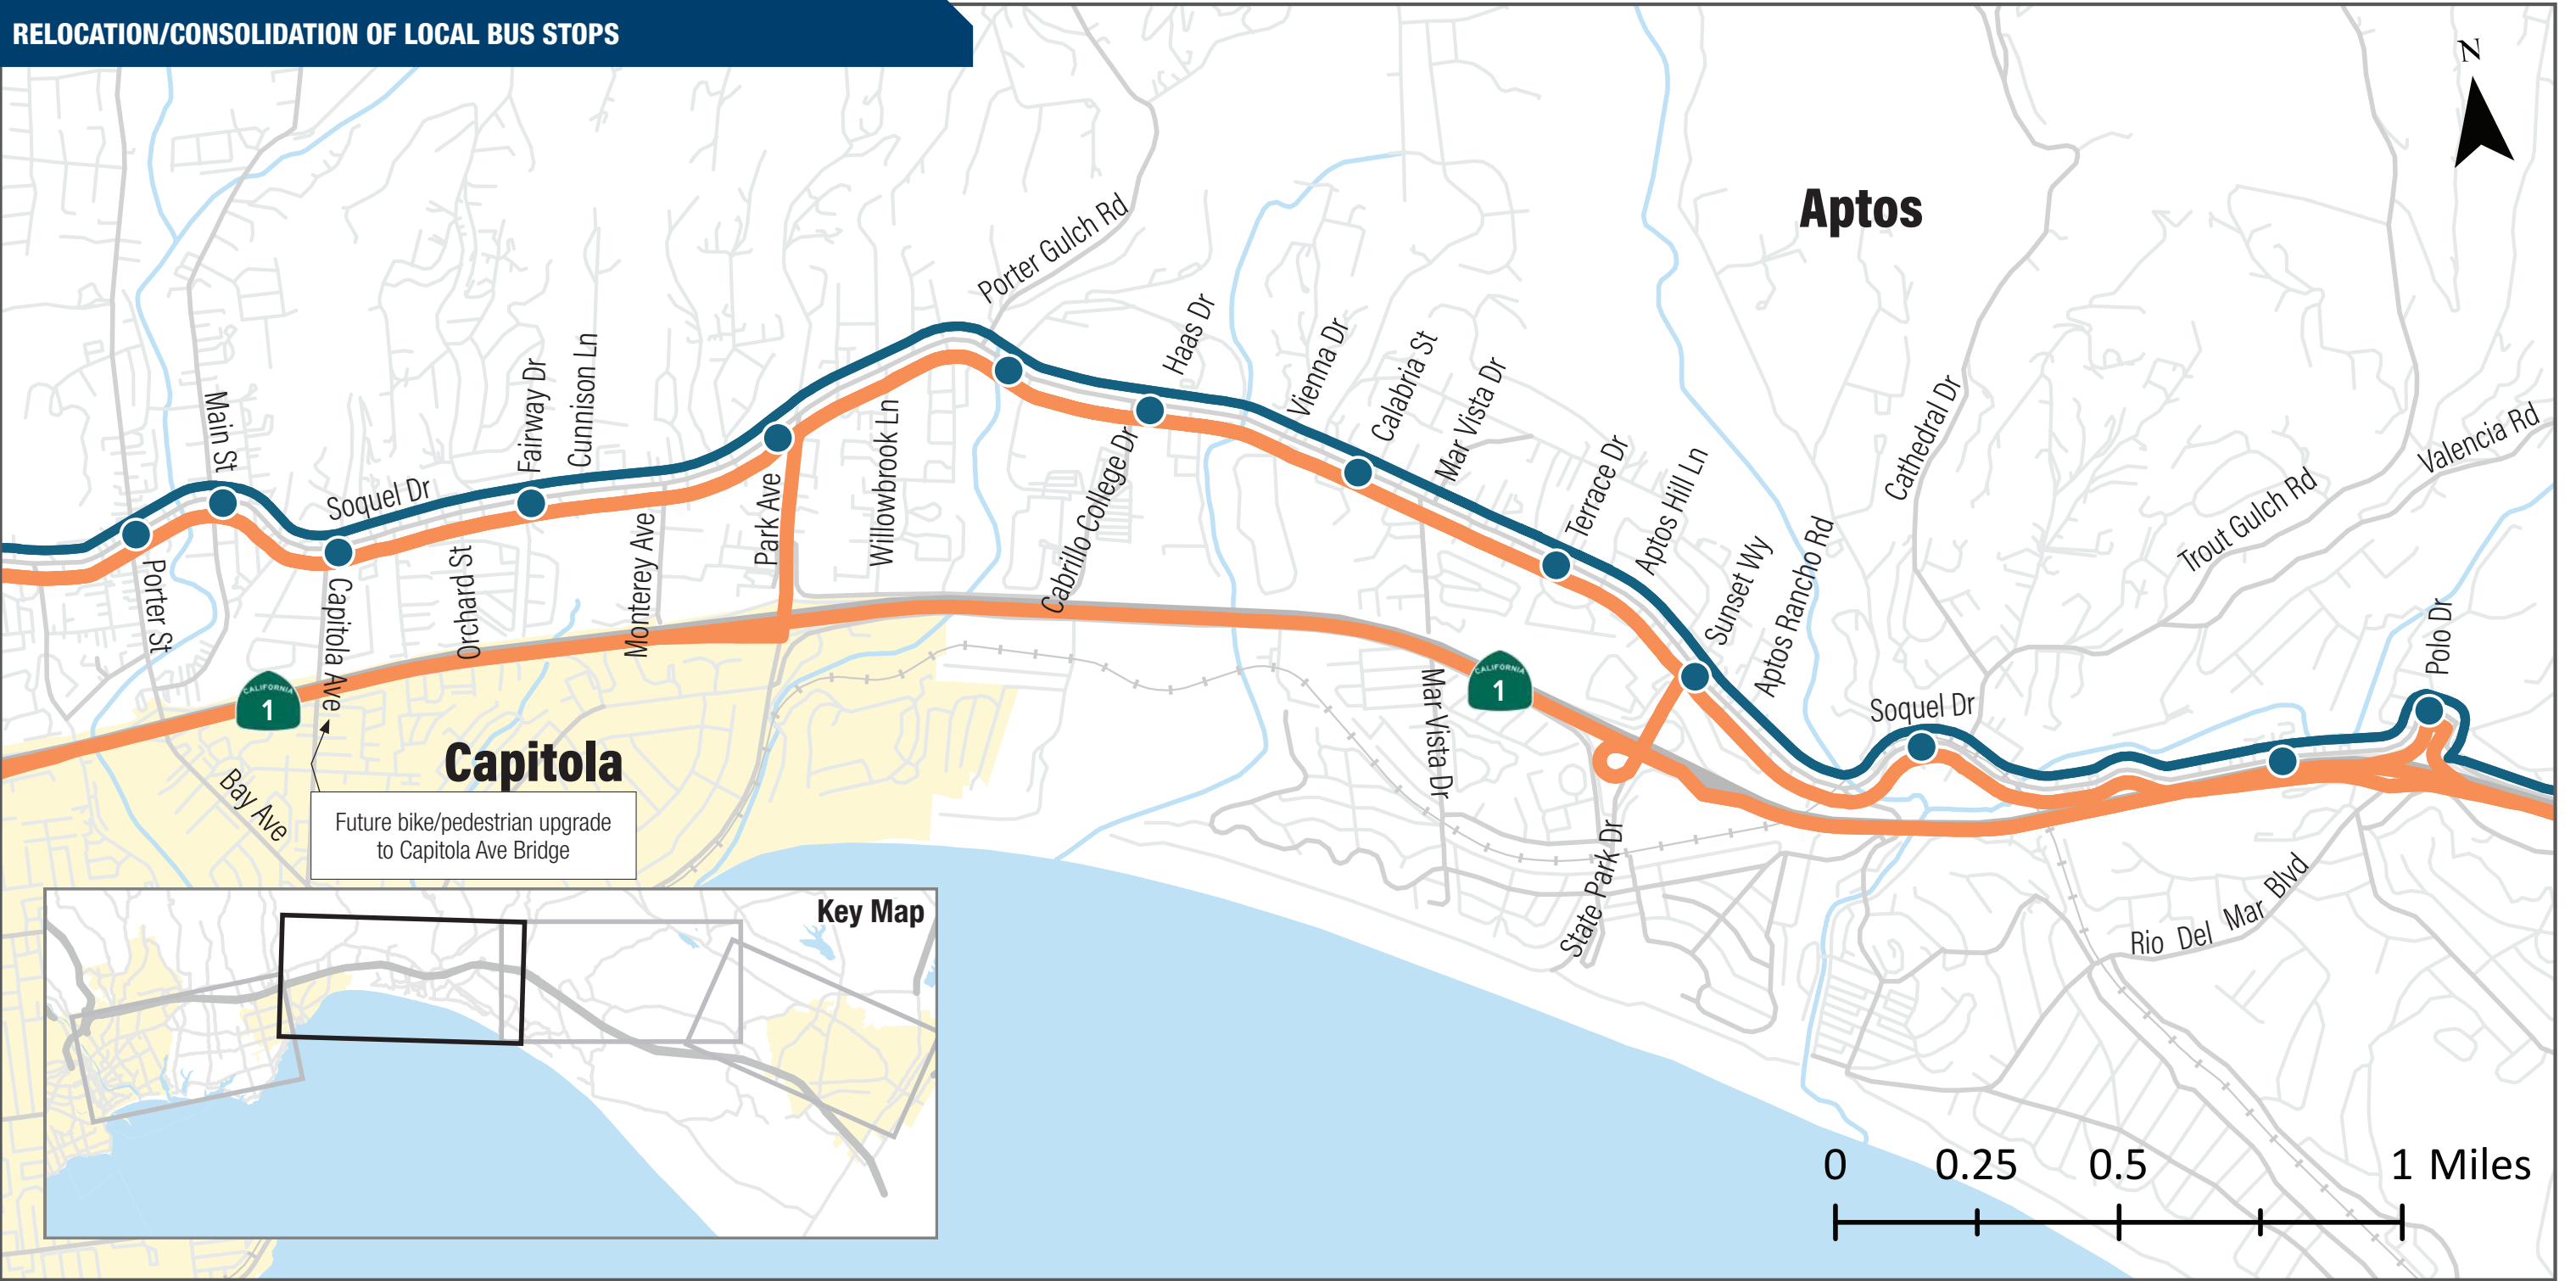 RELOCATION/CONSOLIDATION OF LOCAL BUS STOPS
N
Aptos
Porter Gulch Rd
Haas Dr
Vienna Dr
Calabria St
Mar Vista Dr
Terrace Dr
Aptos Hill Ln
Sunset Wy
Aptos Rancho Rd
Cathedral Dr
Trout Gulch Rd
Valencia Rd
Main St
Soquel Dr
Fairway Dr
Cunnison Ln
Park Ave
Willowbrook Ln
Cabrillo College Dr
Porter St
Capitola Ave
Orchard St
Monterey Ave
CALIFORNIA
1
CALIFORNIA
1
Mar Vista Dr
Soquel Dr
Polo Dr
Capitola
Bay Ave
Future bike/pedestrian upgrade
to Capitola Ave Bridge
State Park Dr
Rio Del Mar Blvd
Key Map
0 0.25 0.5 1 Miles